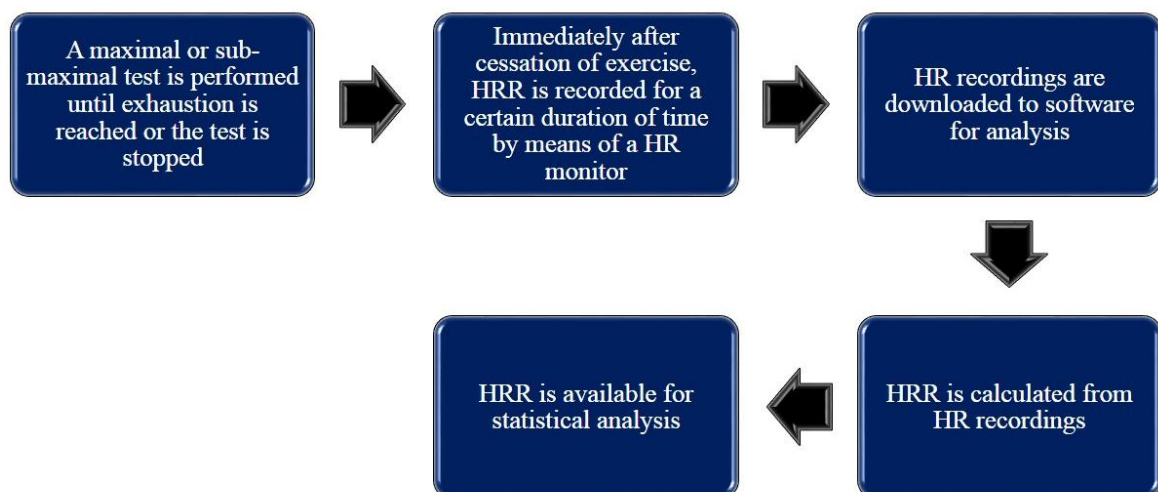 A maximal or sub-
maximal test is performed
until exhaustion is
reached or the test is
stopped
Immediately after
cessation of exercise,
HRR is recorded for a
certain duration of time
by means of a HR
monitor
HR recordings are
downloaded to software
for analysis
HRR is calculated from
HR recordings
HRR is available for
statistical analysis